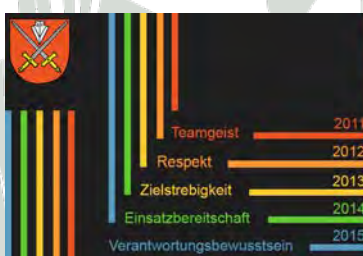 Teamgeist 2011
Respekt 2012
Zielstrebigkeit 2013
Einsatzbereitschaft 2014
Verantwortungsbewusstsein 2015